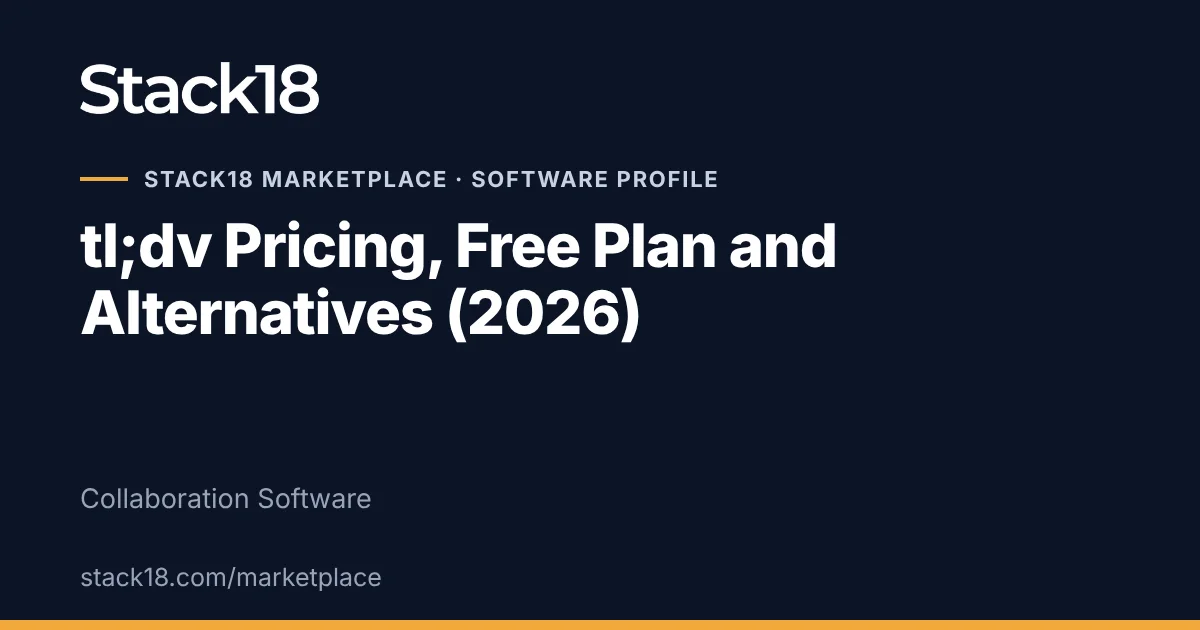 Stack18
STACK18 MARKETPLACE · SOFTWARE PROFILE
tl;dv Pricing, Free Plan and
Alternatives (2026)
Collaboration Software
stack18.com/marketplace